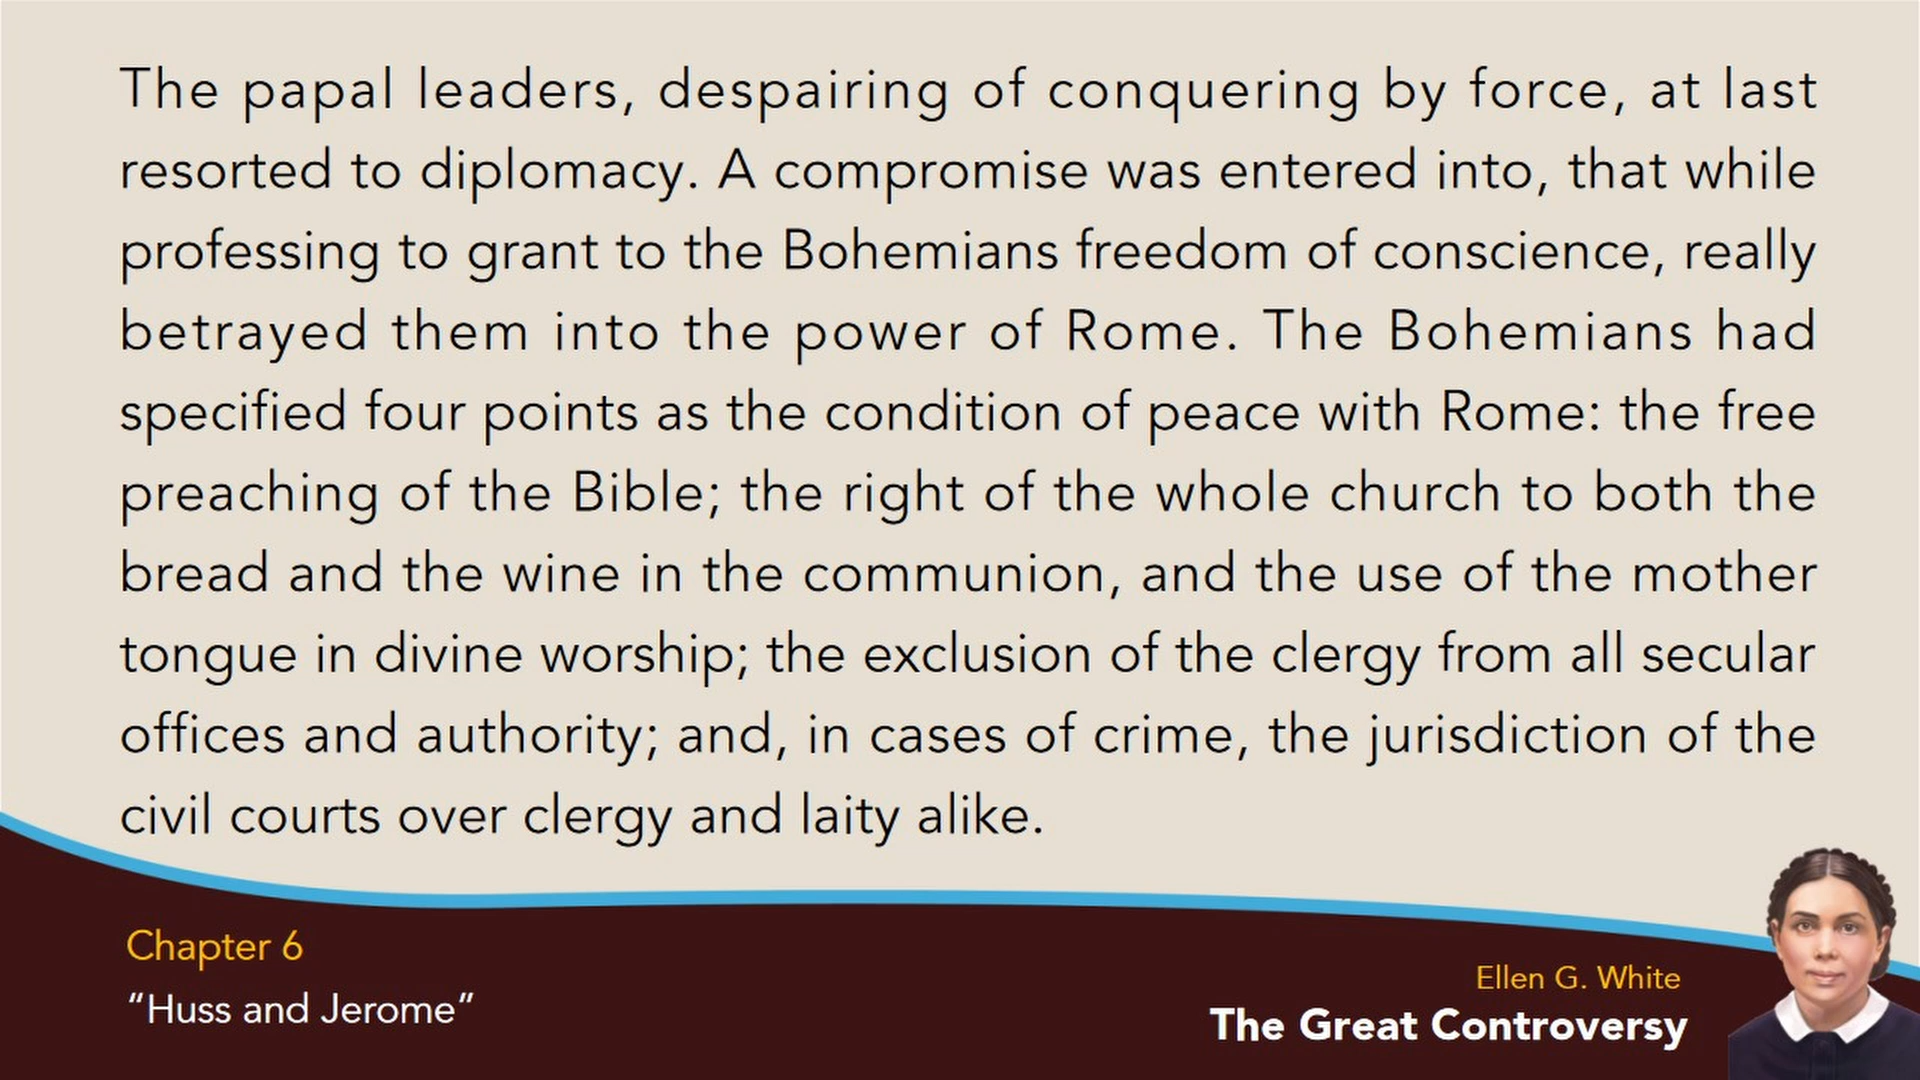 The papal leaders, despairing of conquering by force, at last
resorted to diplomacy. A compromise was entered into, that while
professing to grant to the Bohemians freedom of conscience, really
betrayed them into the power of Rome. The Bohemians had
specified four points as the condition of peace with Rome: the free
preaching of the Bible; the right of the whole church to both the
bread and the wine in the communion, and the use of the mother
tongue in divine worship; the exclusion of the clergy from all secular
offices and authority; and, in cases of crime, the jurisdiction of the
civil courts over clergy and laity alike.
Chapter 6
“Huss and Jerome”
Ellen G. White
The Great Controversy